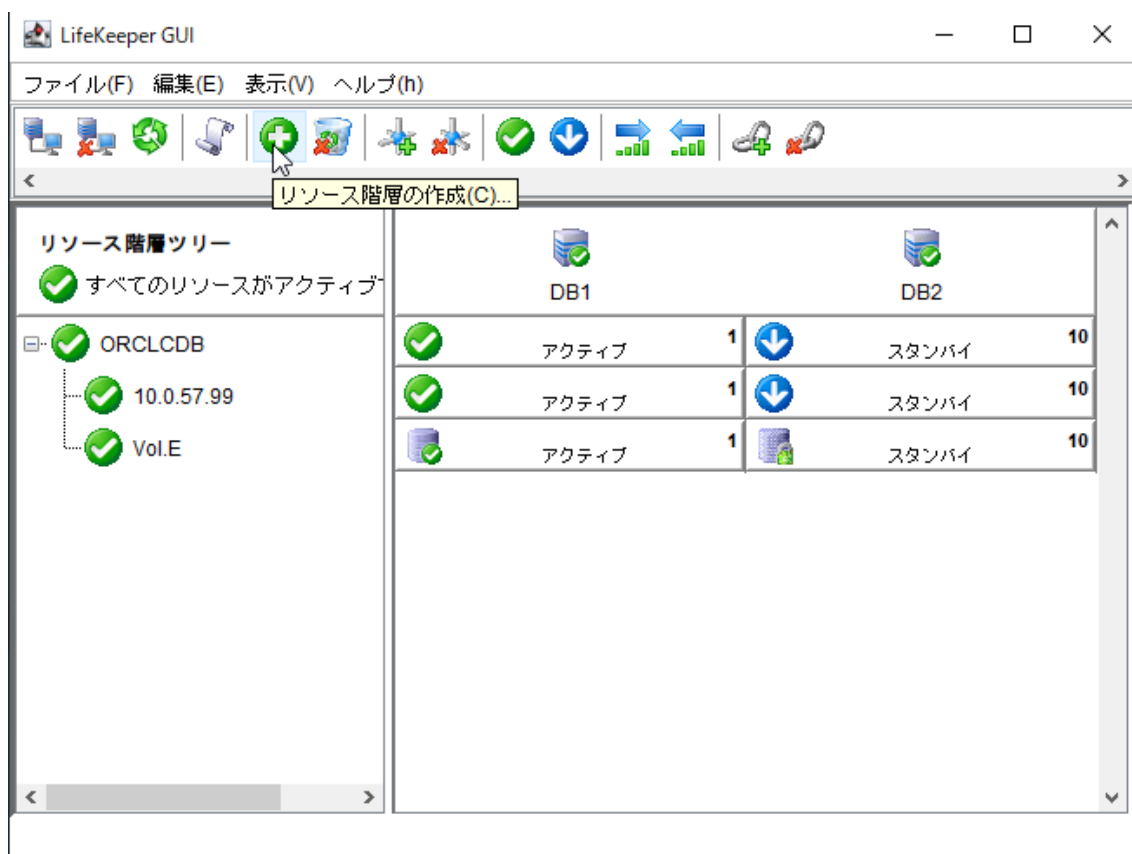 LifeKeeper GUI
ファイル(F) 編集(E) 表示(V) ヘルプ(h)
リソース階層の作成(C)...
リソース階層ツリー
すべてのリソースがアクティブ
DB1
DB2
ORCLCDB
アクティブ 1
スタンバイ 10
10.0.57.99
アクティブ 1
スタンバイ 10
Vol.E
アクティブ 1
スタンバイ 10